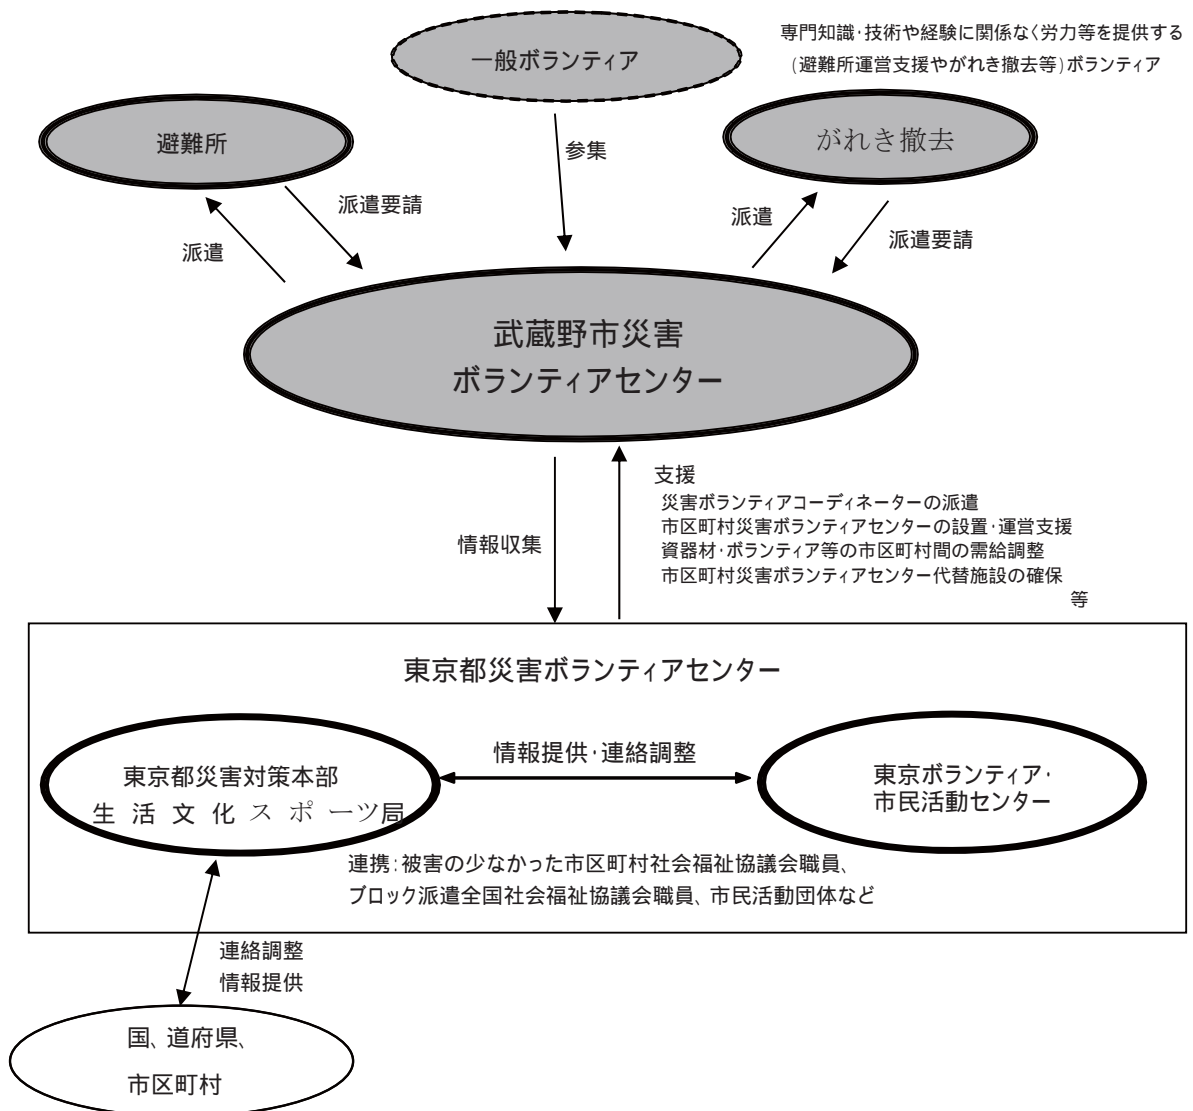 専門知識・技術や経験に関係なく労力等を提供する
(避難所運営支援やがれき撤去等)ボランティア
一般ボランティア
避難所
がれき撤去
参集
派遣要請
派遣
派遣
派遣要請
武蔵野市災害
ボランティアセンター
支援
災害ボランティアコーディネーターの派遣
市区町村災害ボランティアセンターの設置・運営支援
資器材・ボランティア等の市区町村間の需給調整
市区町村災害ボランティアセンター代替施設の確保
等
情報収集
東京都災害ボランティアセンター
情報提供・連絡調整
東京都災害対策本部
生活文化スポーツ局
東京ボランティア・
市民活動センター
連携:被害の少なかった市区町村社会福祉協議会職員、
ブロック派遣全国社会福祉協議会職員、市民活動団体など
連絡調整
情報提供
国、道府県、
市区町村